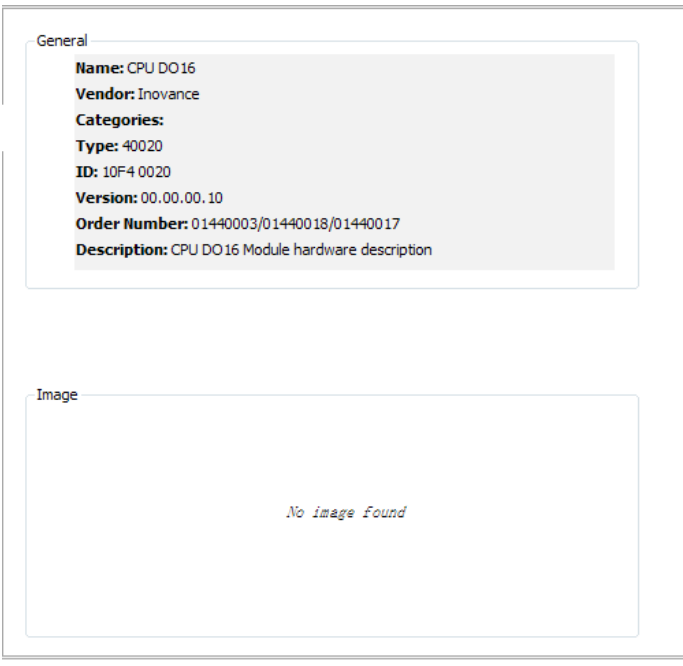 General
Name: CPU DO16
Vendor: Inovance
Categories:
Type: 40020
ID: 10F4 0020
Version: 00.00.00.10
Order Number: 01440003/01440018/01440017
Description: CPU DO16 Module hardware description
Image
No image found